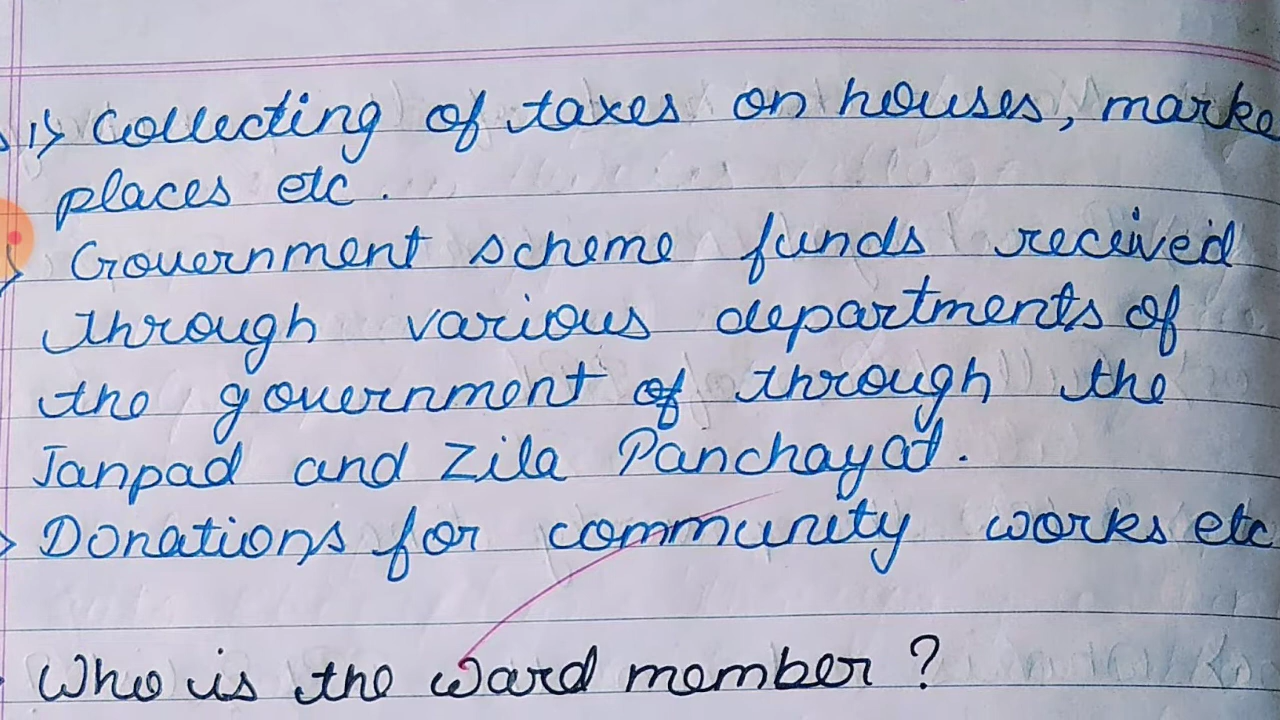 1) Collecting of taxes on houses, marke
places etc.
Government scheme funds received
through various departments of
the government of through the
Janpad and Zila Panchayat.
Donations for community works etc
Who is the Ward member ?